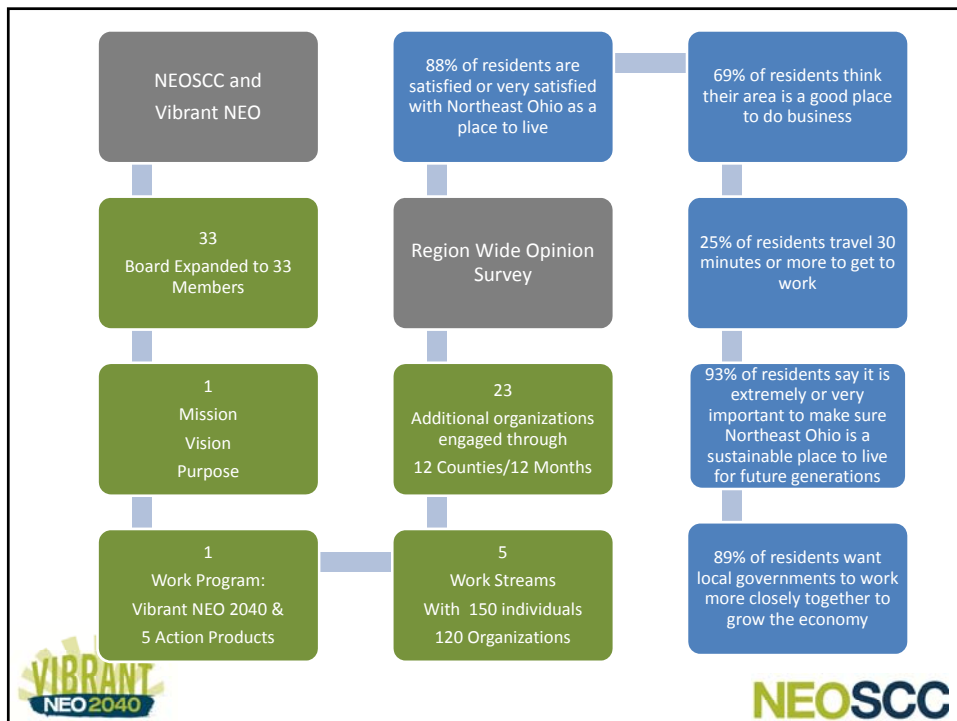 NEOSCC and
Vibrant NEO
33
Board Expanded to 33
Members
1
Mission
Vision
Purpose
1
Work Program:
Vibrant NEO 2040 &
5 Action Products
5
Work Streams
With 150 individuals
120 Organizations
23
Additional organizations
engaged through
12 Counties/12 Months
Region Wide Opinion
Survey
88% of residents are
satisfied or very satisfied
with Northeast Ohio as a
place to live
69% of residents think
their area is a good place
to do business
25% of residents travel 30
minutes or more to get to
work
93% of residents say it is
extremely or very
important to make sure
Northeast Ohio is a
sustainable place to live
for future generations
89% of residents want
local governments to work
more closely together to
grow the economy
VIBRANT
NEO2040
NEOSCC